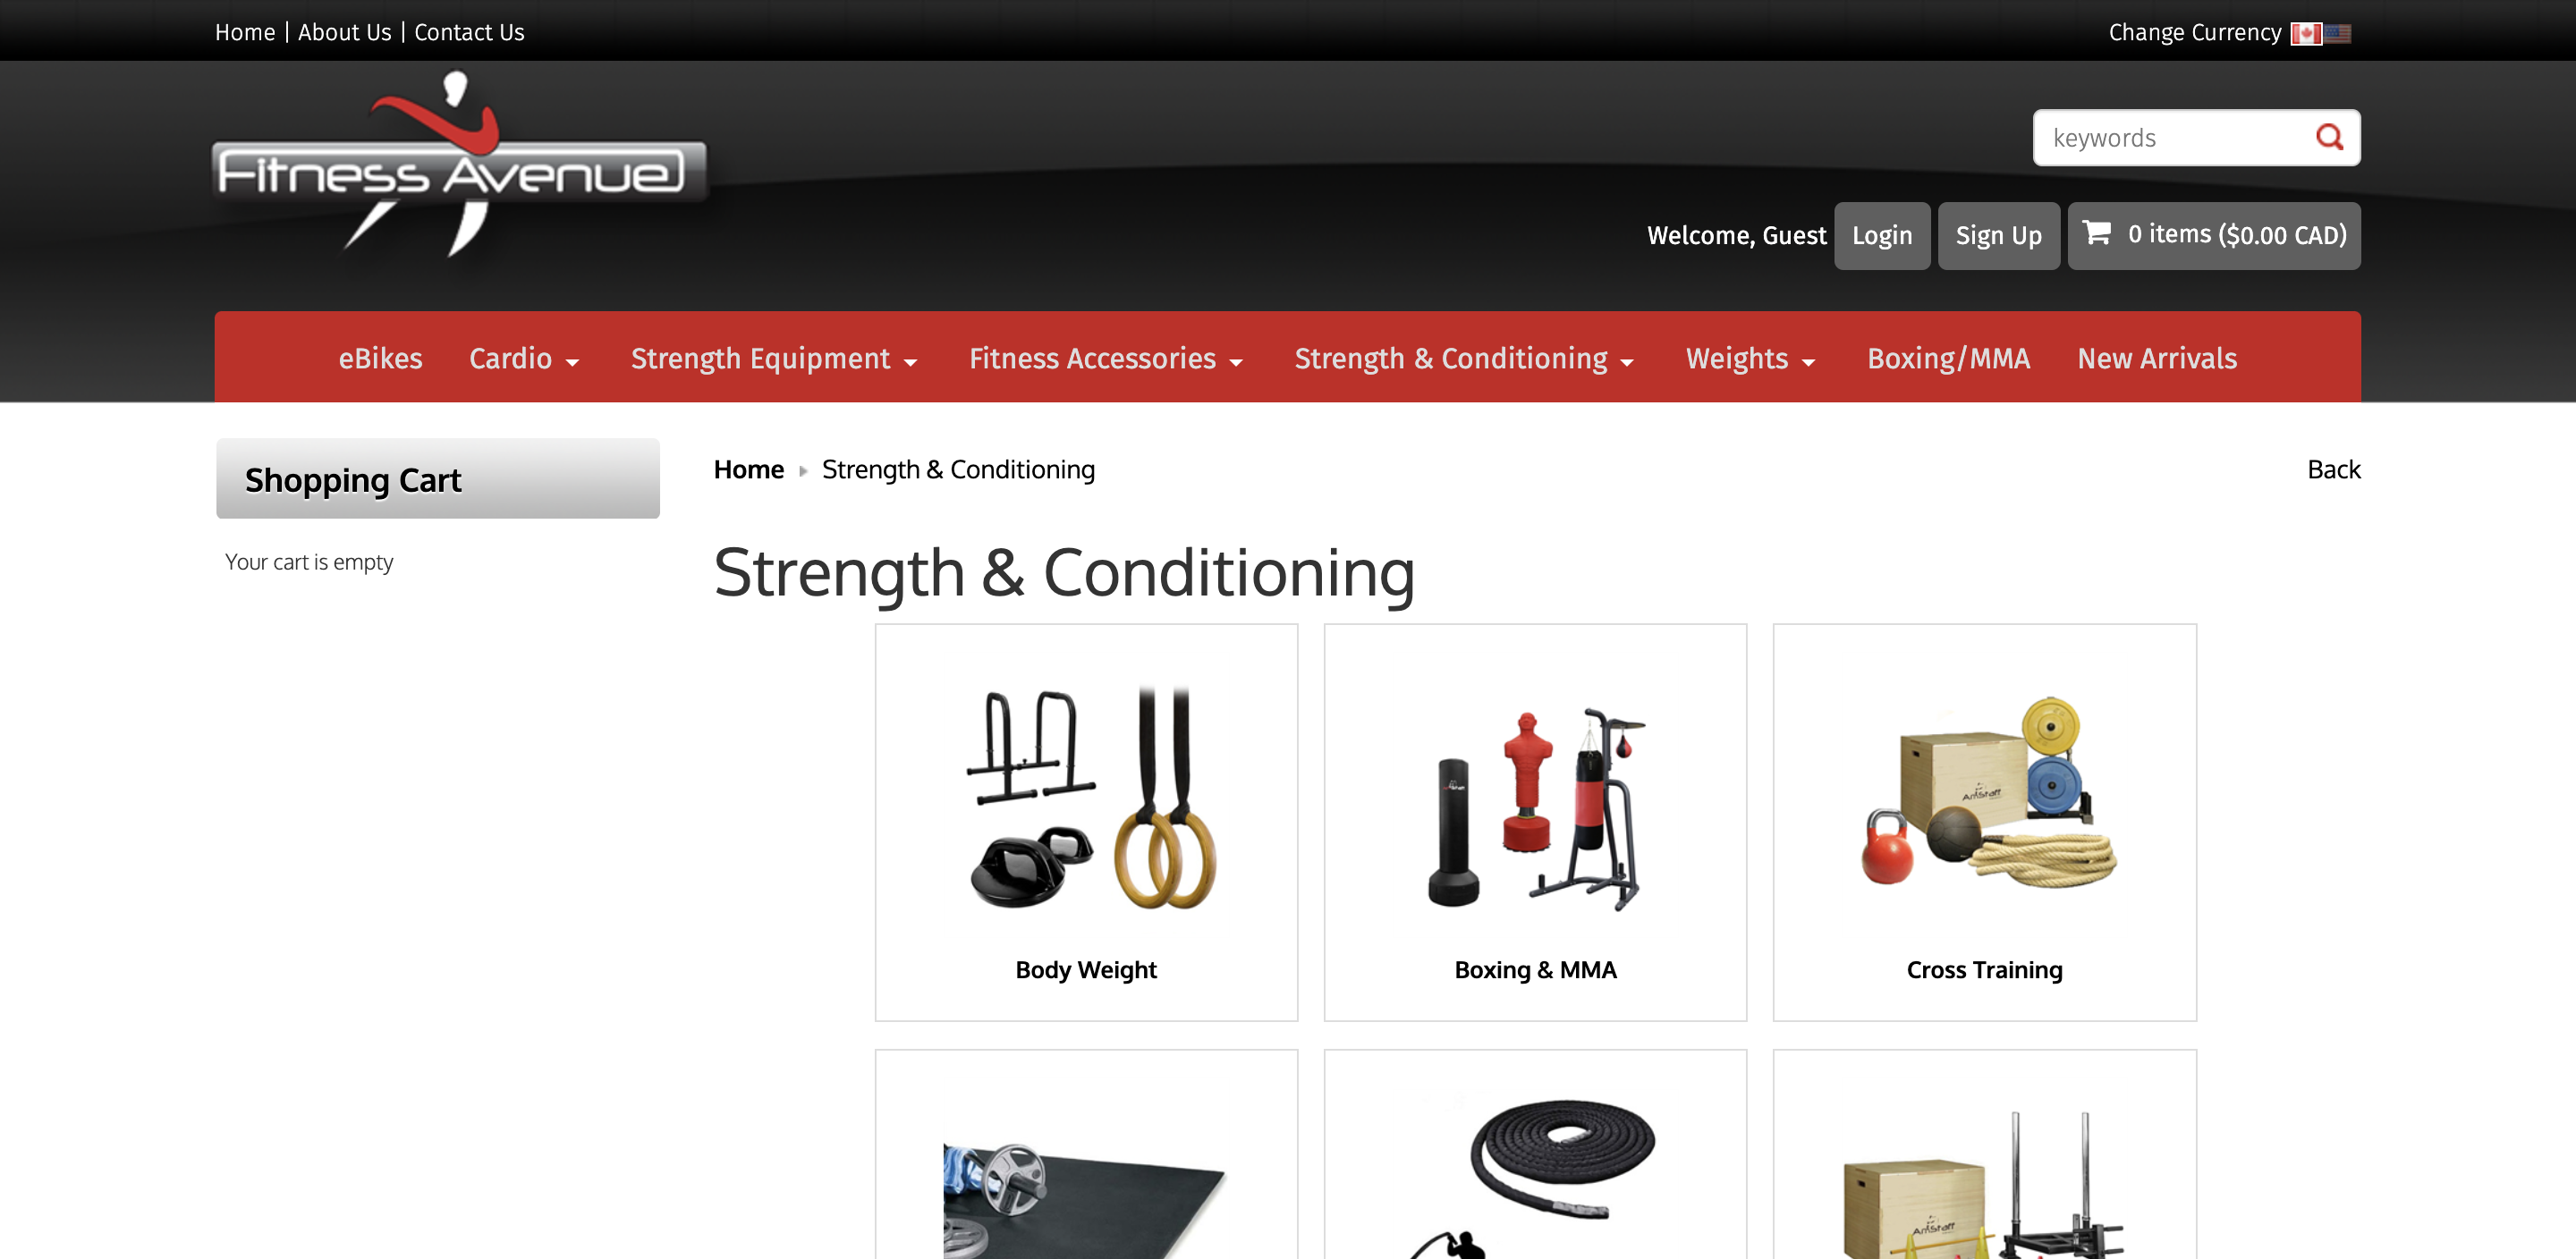 Home | About Us | Contact Us
Change Currency
Fitness Avenue
keywords
Welcome, Guest
Login
Sign Up
0 items ($0.00 CAD)
eBikes
Cardio
Strength Equipment
Fitness Accessories
Strength & Conditioning
Weights
Boxing/MMA
New Arrivals
Shopping Cart
Your cart is empty
Home
Strength & Conditioning
Back
Strength & Conditioning
AmStaff
Body Weight
Boxing & MMA
Cross Training
AmStaff